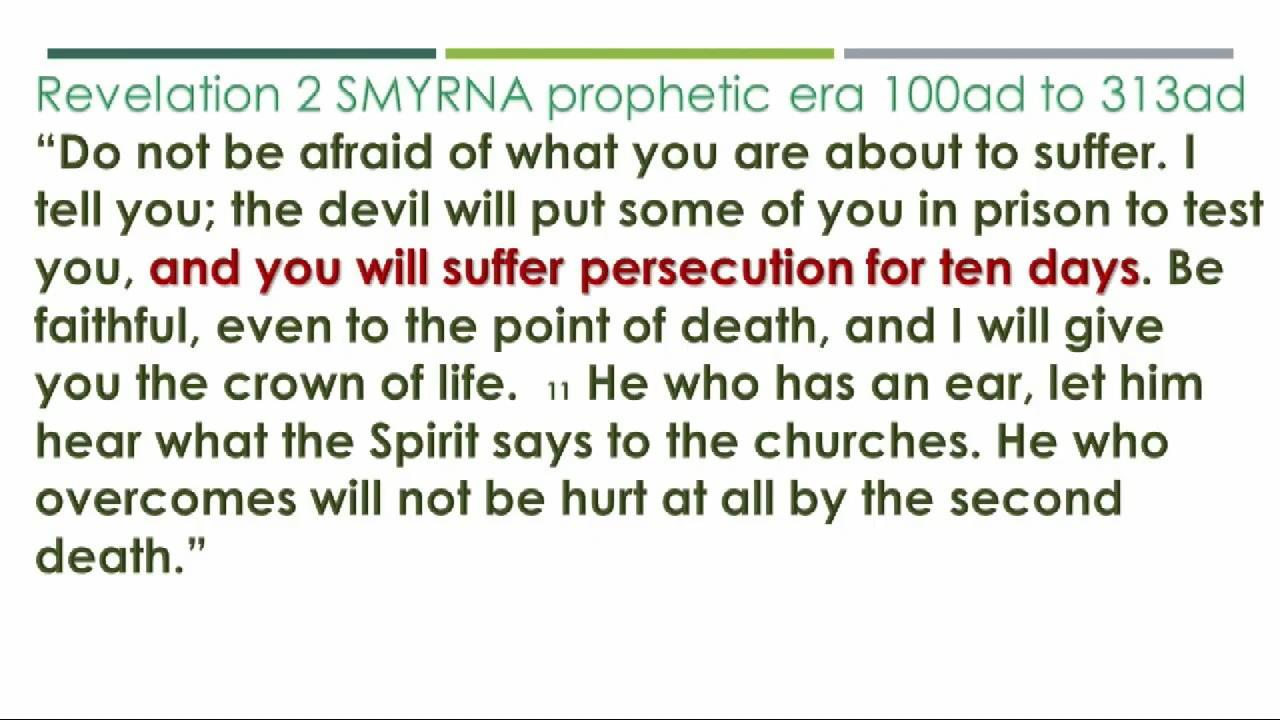 Revelation 2 SMYRNA prophetic era 100ad to 313ad
“Do not be afraid of what you are about to suffer. I
tell you; the devil will put some of you in prison to test
you, and you will suffer persecution for ten days. Be
faithful, even to the point of death, and I will give
you the crown of life. 11 He who has an ear, let him
hear what the Spirit says to the churches. He who
overcomes will not be hurt at all by the second
death.”